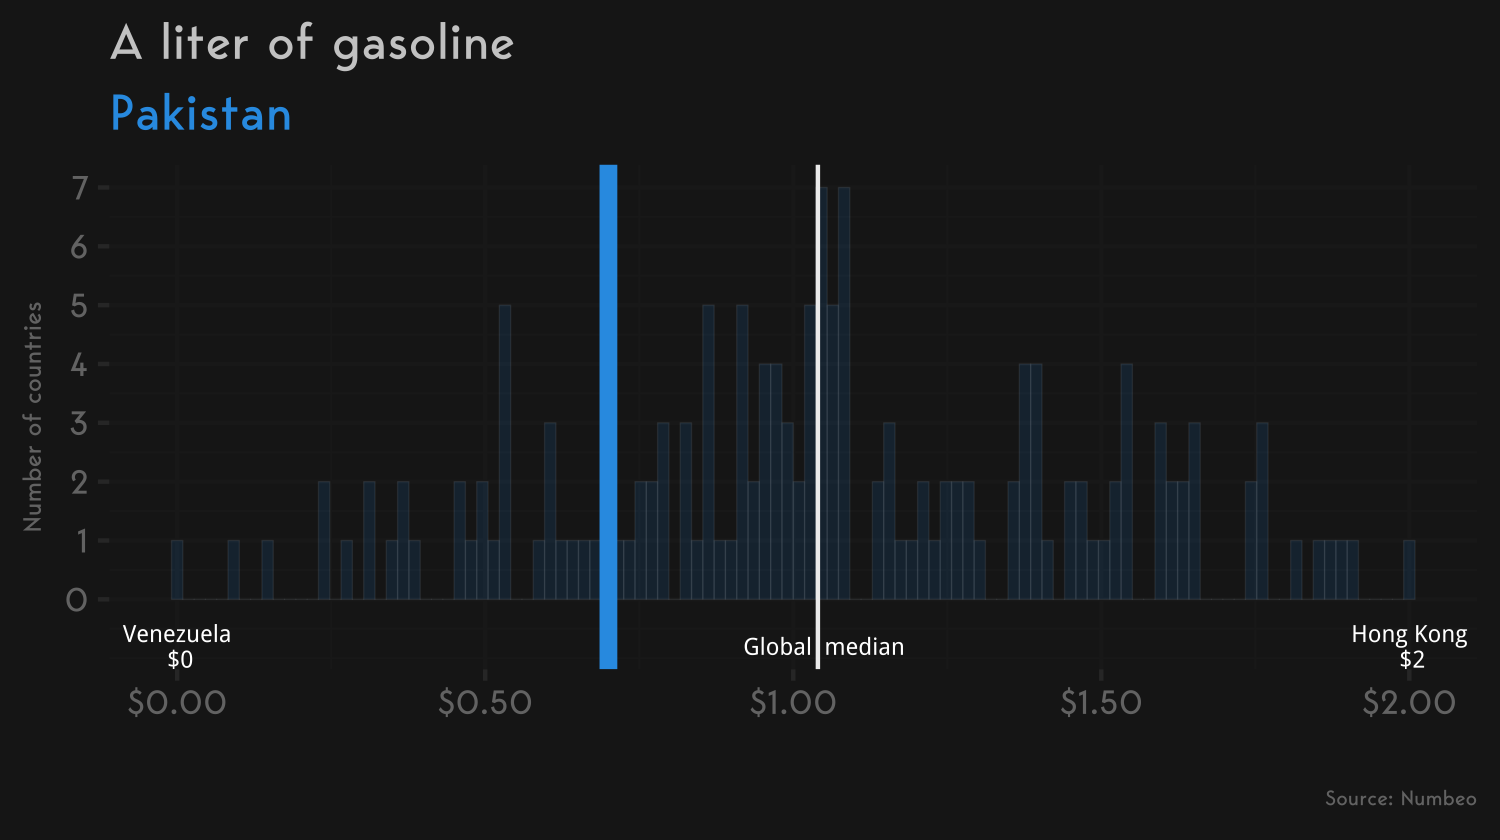 A liter of gasoline
Pakistan
Number of countries
7
6
5
4
3
2
1
0
Venezuela
$0
Global median
Hong Kong
$2
$0.00 $0.50 $1.00 $1.50 $2.00
Source: Numbeo